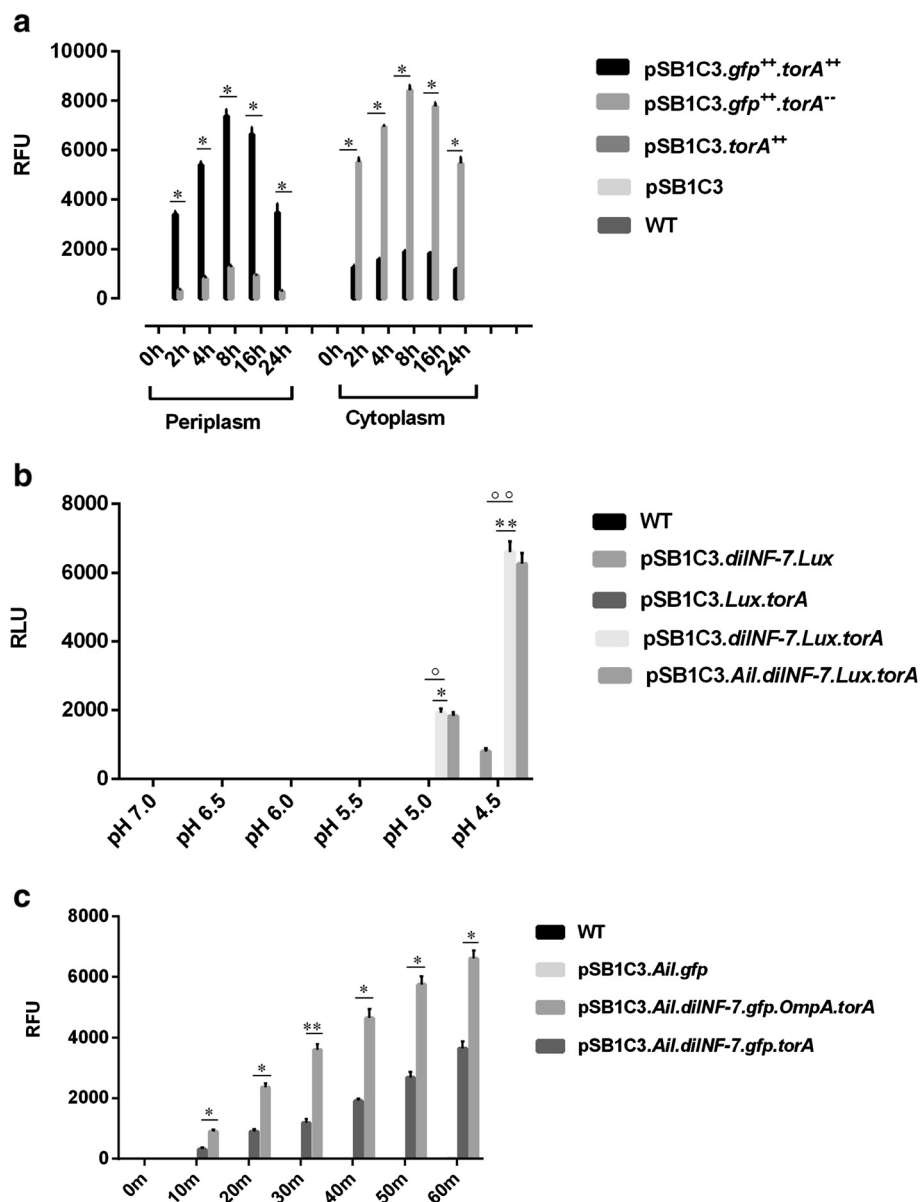 a
10000
8000
6000
4000
2000
0
RFU
* * * * *
* * * * *
0h 2h 4h 8h 16h 24h
0h 2h 4h 8h 16h 24h
Periplasm
Cytoplasm
pSB1C3.gfp++.torA++
pSB1C3.gfp++.torA--
pSB1C3.torA++
pSB1C3
WT
b
8000
6000
4000
2000
0
RLU
○
*
○ ○
**
pH 7.0 pH 6.5 pH 6.0 pH 5.5 pH 5.0 pH 4.5
WT
pSB1C3.dilNF-7.Lux
pSB1C3.Lux.torA
pSB1C3.dilNF-7.Lux.torA
pSB1C3.Ail.dilNF-7.Lux.torA
c
8000
6000
4000
2000
0
RFU
* * ** * * *
0m 10m 20m 30m 40m 50m 60m
WT
pSB1C3.Ail.gfp
pSB1C3.Ail.dilNF-7.gfp.OmpA.torA
pSB1C3.Ail.dilNF-7.gfp.torA